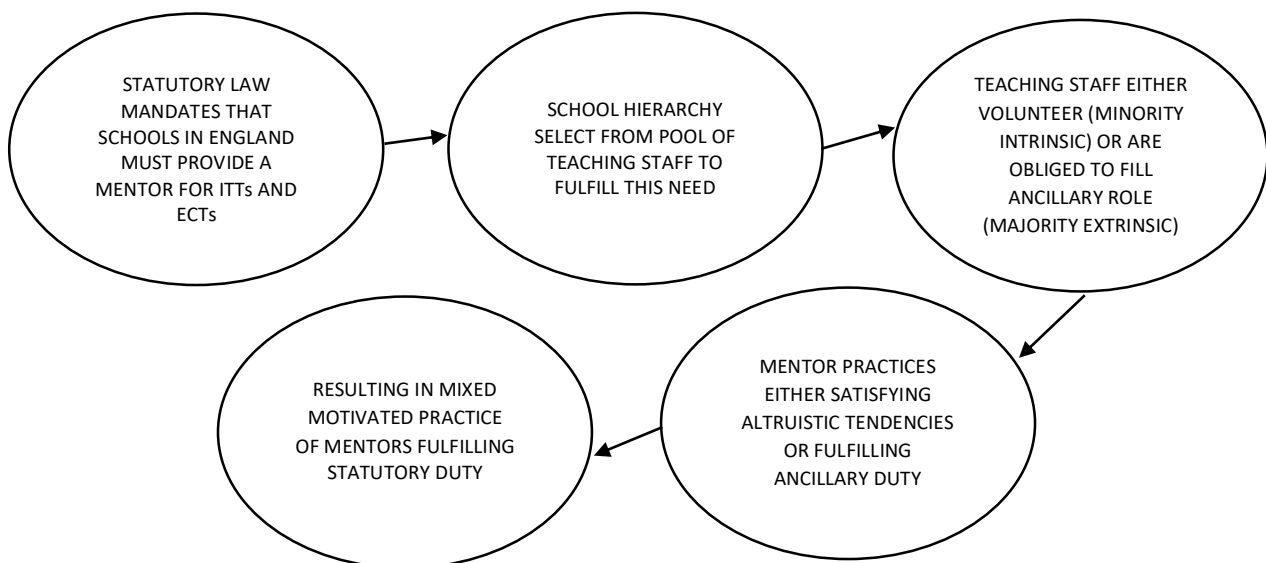 STATUTORY LAW
MANDATES THAT
SCHOOLS IN ENGLAND
MUST PROVIDE A
MENTOR FOR ITTs AND
ECTs
SCHOOL HIERARCHY
SELECT FROM POOL OF
TEACHING STAFF TO
FULFILL THIS NEED
TEACHING STAFF EITHER
VOLUNTEER (MINORITY
INTRINSIC) OR ARE
OBLIGED TO FILL
ANCILLARY ROLE
(MAJORITY EXTRINSIC)
MENTOR PRACTICES
EITHER SATISFYING
ALTRUISTIC TENDENCIES
OR FULFILLING
ANCILLARY DUTY
RESULTING IN MIXED
MOTIVATED PRACTICE
OF MENTORS FULFILLING
STATUTORY DUTY